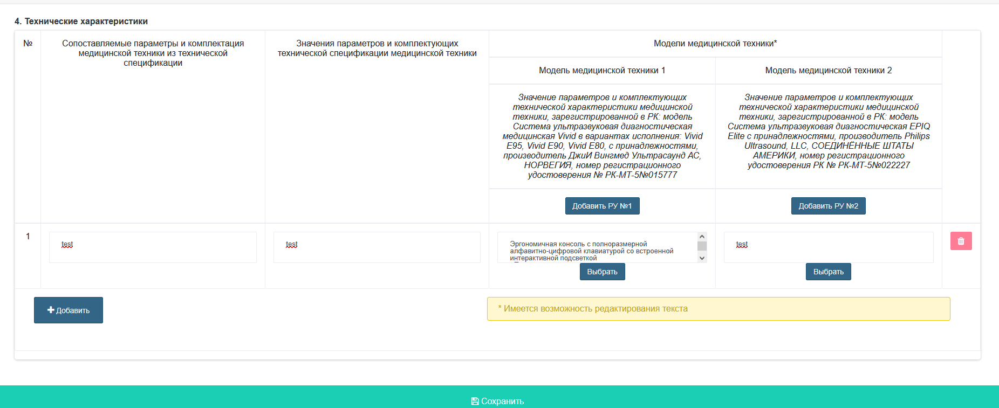 4. Технические характеристики
№
Сопоставляемые параметры и комплектация
медицинской техники из технической
спецификации
Значения параметров и комплектующих
технической спецификации медицинской техники
Модели медицинской техники*
Модель медицинской техники 1
Модель медицинской техники 2
Значение параметров и комплектующих
технической характеристики медицинской
техники, зарегистрированной в РК: модель
Система ультразвуковая диагностическая
медицинская Vivid в вариантах исполнения: Vivid
E95, Vivid E90, Vivid E80, с принадлежностями,
производитель ДжиИ Вингмед Ультрасаунд АС,
НОРВЕГИЯ, номер регистрационного
удостоверения № РК-МТ-5№015777
Значение параметров и комплектующих
технической характеристики медицинской
техники, зарегистрированной в РК: модель
Система ультразвуковая диагностическая EPIQ
Elite с принадлежностями, производитель Philips
Ultrasound, LLC, СОЕДИНЁННЫЕ ШТАТЫ
АМЕРИКИ, номер регистрационного
удостоверения РК № РК-МТ-5№022227
Добавить РУ №1
Добавить РУ №2
1
test
test
Эргономичная консоль с полноразмерной
алфавитно-цифровой клавиатурой со встроенной
интерактивной подсветкой
test
Выбрать
Выбрать
Добавить
* Имеется возможность редактирования текста
Сохранить